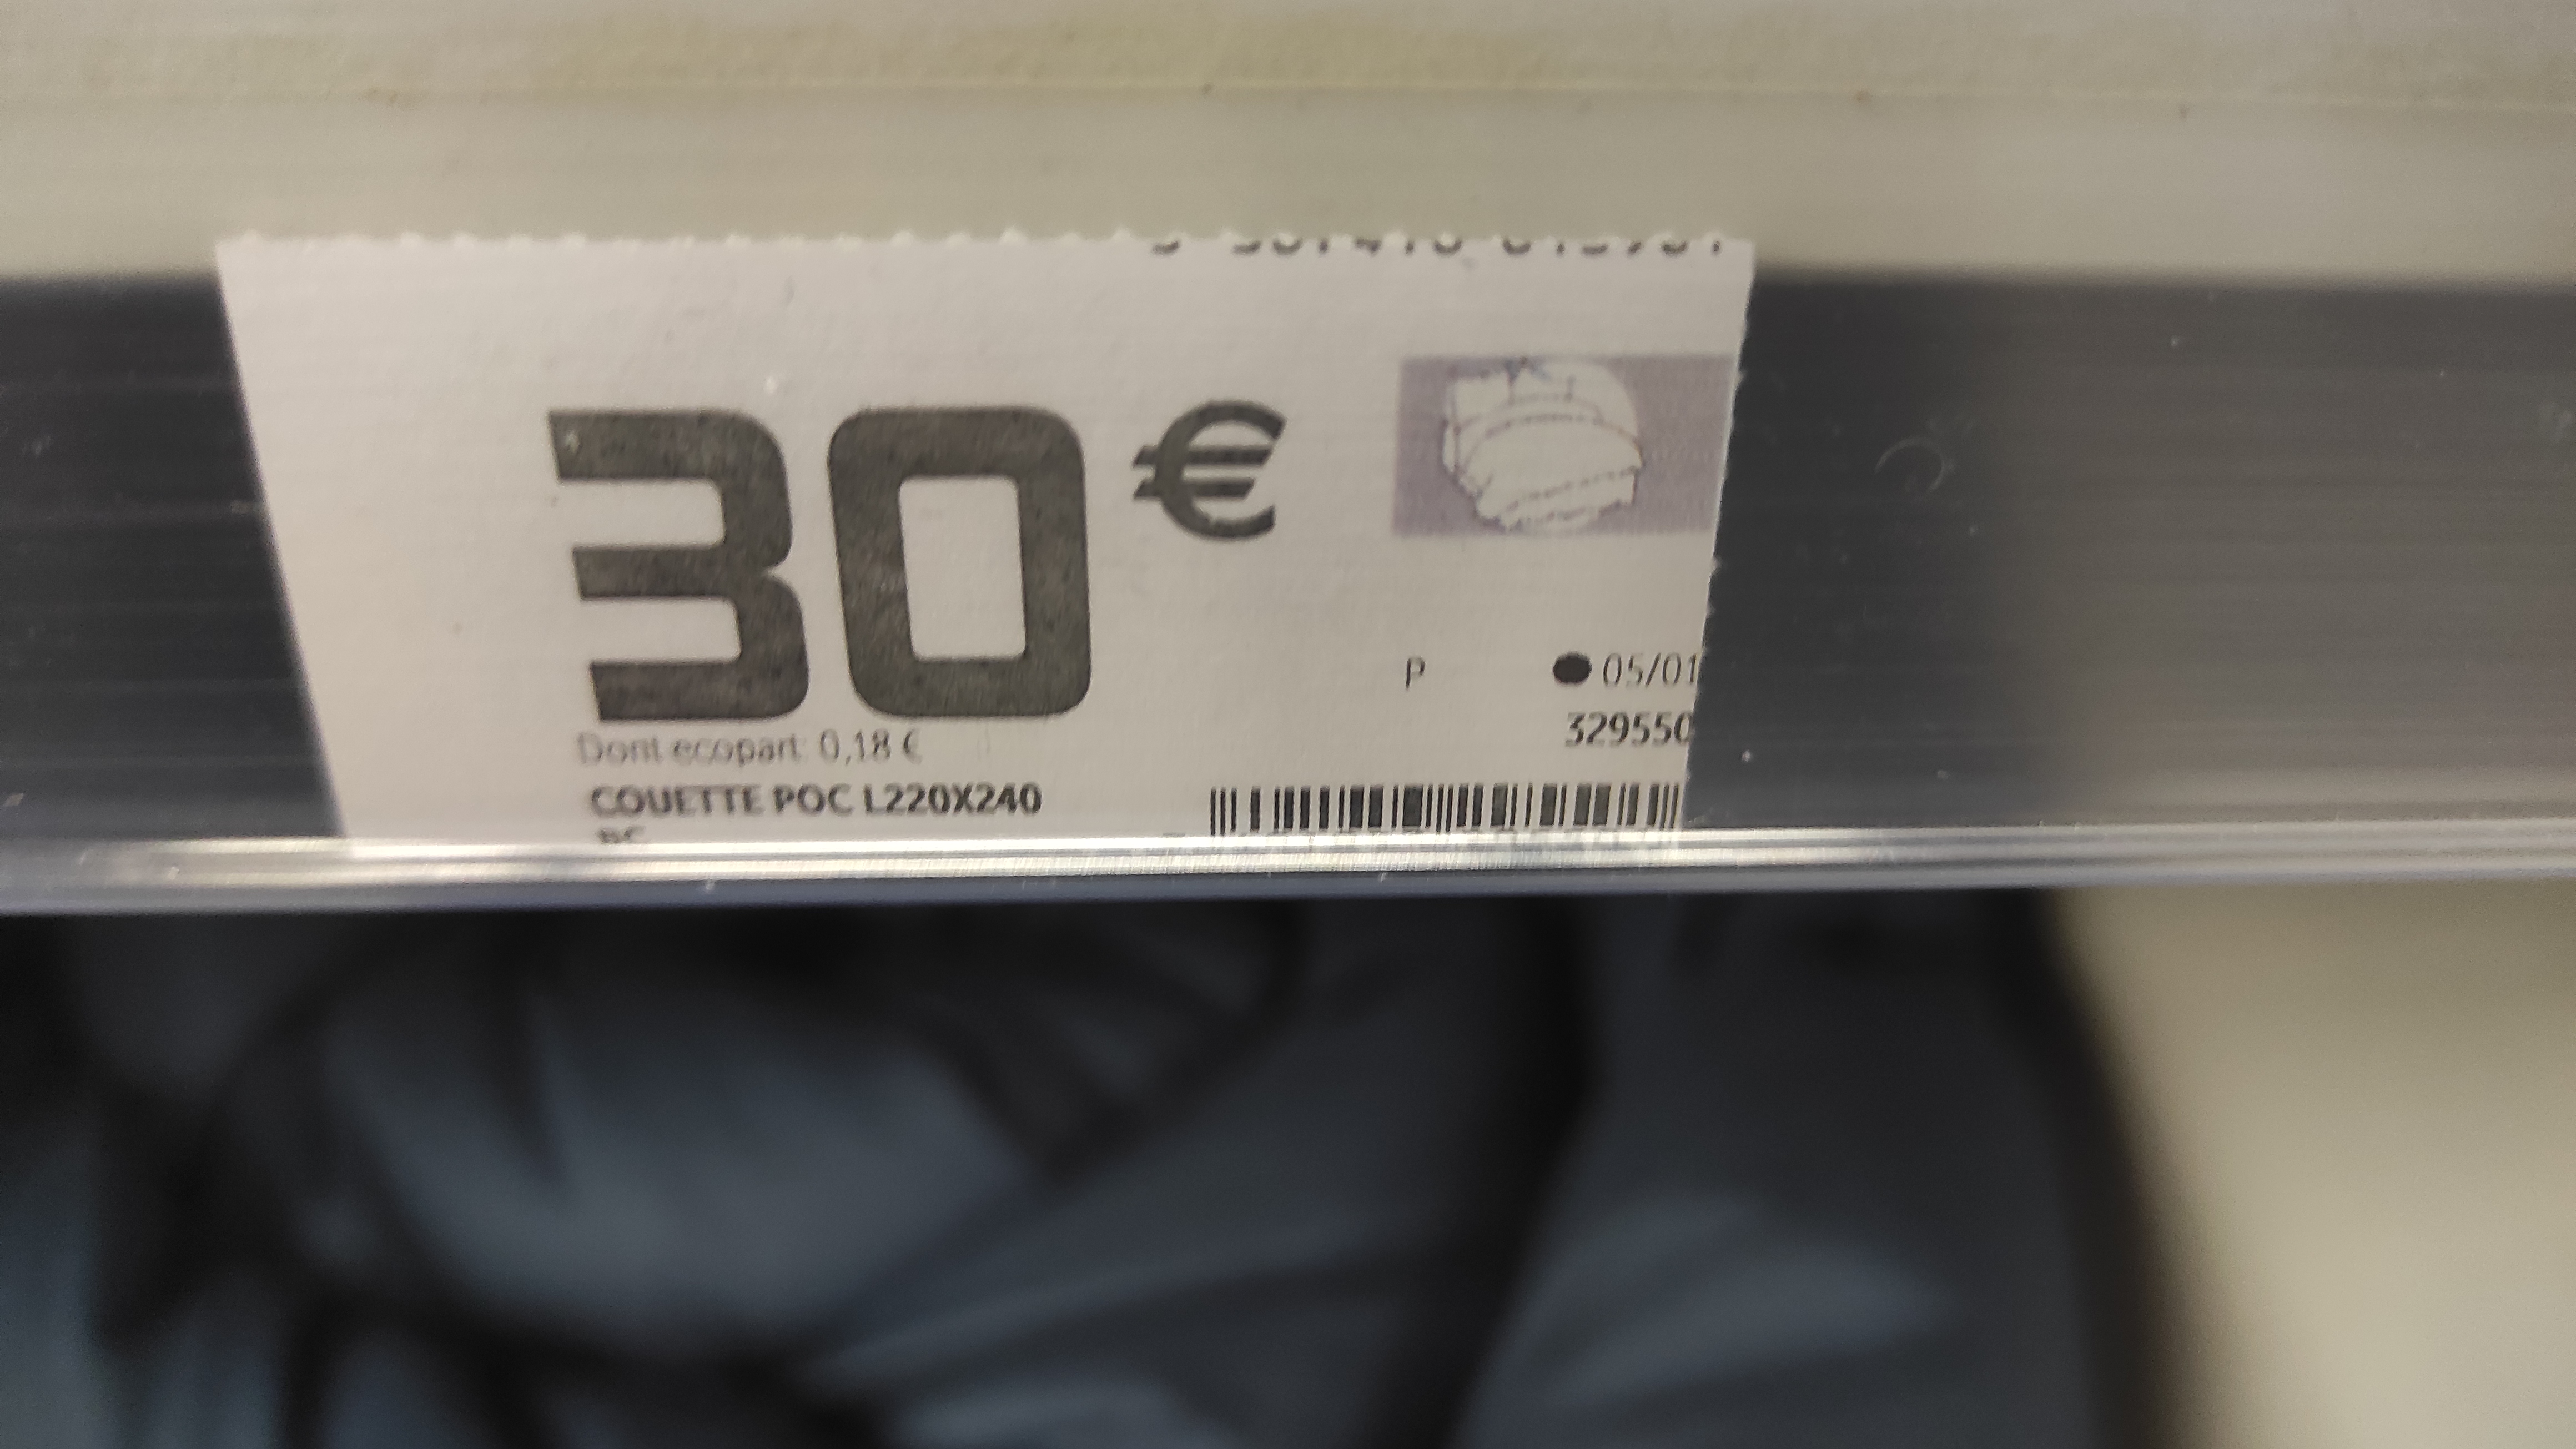 30 €
P ● 05/01
329550
Dont ecopart: 0,18 €
COUETTE POC L220X240